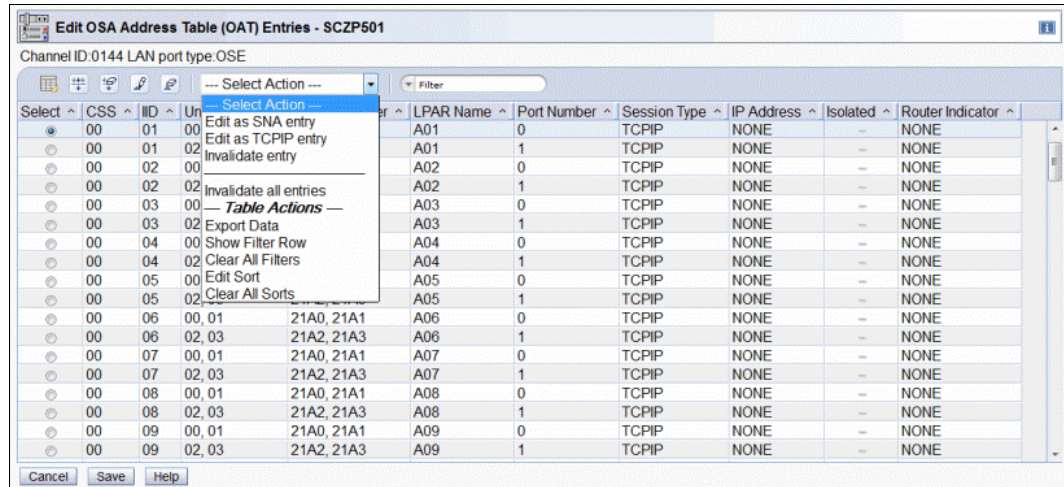 Edit OSA Address Table (OAT) Entries - SCZP501
Channel ID:0144 LAN port type:OSE
--- Select Action --- Filter
Select CSS IID Un er LPAR Name Port Number Session Type IP Address Isolated Router Indicator
--- Select Action ---
Edit as SNA entry
Edit as TCPIP entry
Invalidate entry
Invalidate all entries
— Table Actions —
Export Data
Show Filter Row
Clear All Filters
Edit Sort
Clear All Sorts
00 01 00 A01 0 TCPIP NONE – NONE
00 01 02 A01 1 TCPIP NONE – NONE
00 02 00 A02 0 TCPIP NONE – NONE
00 02 02 A02 1 TCPIP NONE – NONE
00 03 00 A03 0 TCPIP NONE – NONE
00 03 02 A03 1 TCPIP NONE – NONE
00 04 00 A04 0 TCPIP NONE – NONE
00 04 02 A04 1 TCPIP NONE – NONE
00 05 00 A05 0 TCPIP NONE – NONE
00 05 02, A05 1 TCPIP NONE – NONE
00 06 00, 01 21A0, 21A1 A06 0 TCPIP NONE – NONE
00 06 02, 03 21A2, 21A3 A06 1 TCPIP NONE – NONE
00 07 00, 01 21A0, 21A1 A07 0 TCPIP NONE – NONE
00 07 02, 03 21A2, 21A3 A07 1 TCPIP NONE – NONE
00 08 00, 01 21A0, 21A1 A08 0 TCPIP NONE – NONE
00 08 02, 03 21A2, 21A3 A08 1 TCPIP NONE – NONE
00 09 00, 01 21A0, 21A1 A09 0 TCPIP NONE – NONE
00 09 02, 03 21A2, 21A3 A09 1 TCPIP NONE – NONE
Cancel Save Help